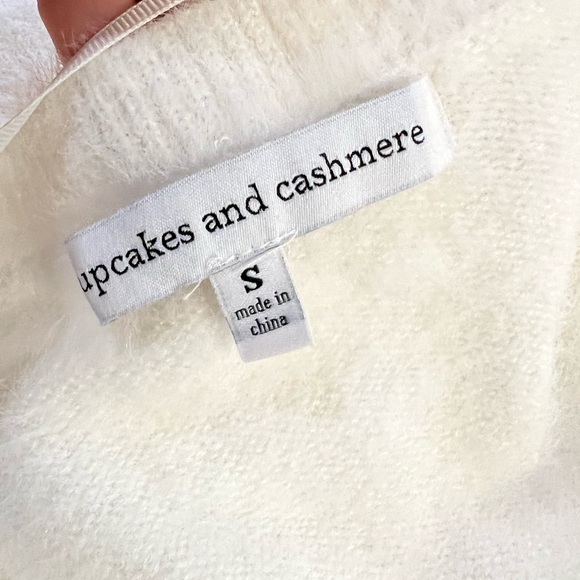 upcakes and cashmere
S
made in
china